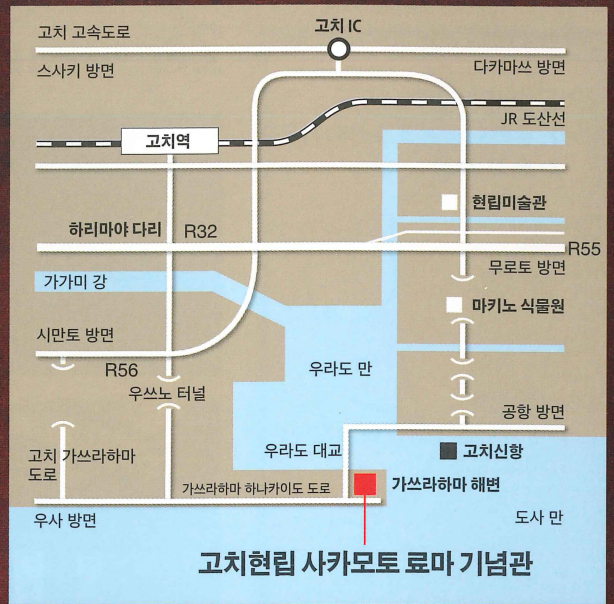 고치 고속도로
고치 IC
스사키 방면
다카마쓰 방면
JR 도산선
고치역
현립미술관
하리마야 다리
R32
R55
무로토 방면
가가미 강
마키노 식물원
시만토 방면
R56
우라도 만
우쓰노 터널
공항 방면
고치 가쓰라하마
도로
우라도 대교
고치신항
가쓰라하마 하나카이도 도로
가쓰라하마 해변
우사 방면
도사 만
고치현립 사카모토 료마 기념관